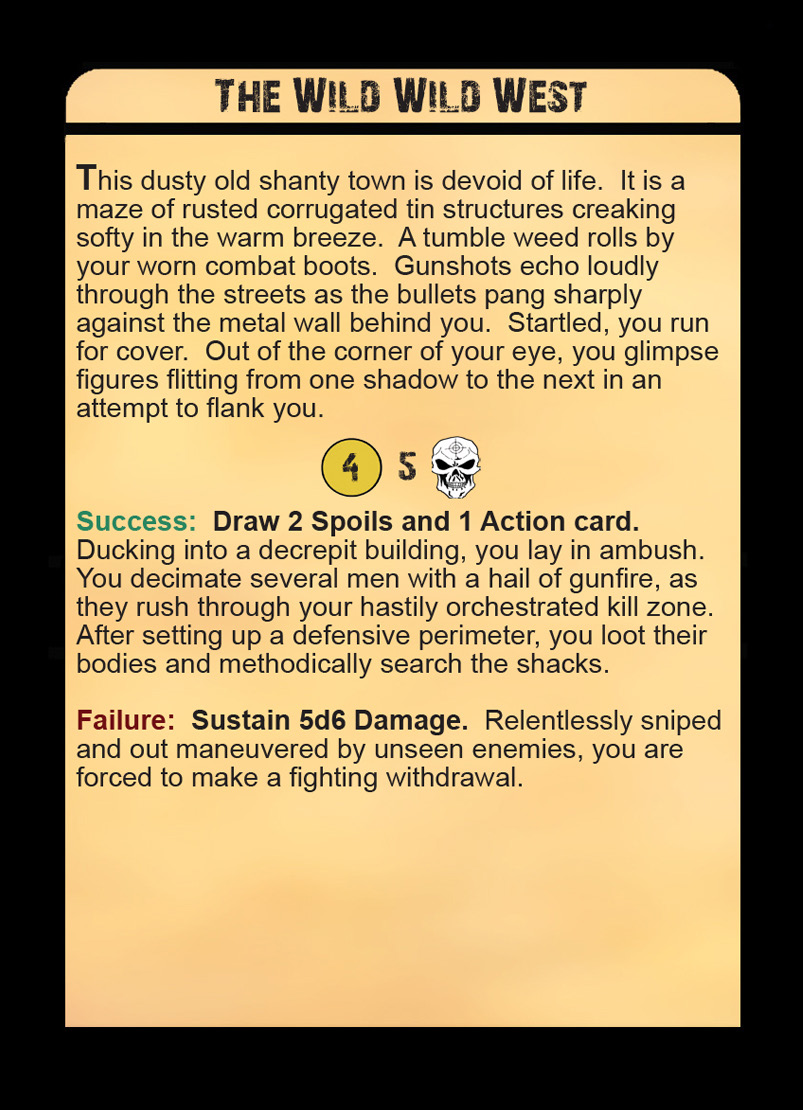 The Wild Wild West
This dusty old shanty town is devoid of life.  It is a
maze of rusted corrugated tin structures creaking
softy in the warm breeze.  A tumble weed rolls by
your worn combat boots.  Gunshots echo loudly
through the streets as the bullets pang sharply
against the metal wall behind you.  Startled, you run
for cover.  Out of the corner of your eye, you glimpse
figures flitting from one shadow to the next in an
attempt to flank you.
4 5
Success:  Draw 2 Spoils and 1 Action card.
Ducking into a decrepit building, you lay in ambush.
You decimate several men with a hail of gunfire, as
they rush through your hastily orchestrated kill zone.
After setting up a defensive perimeter, you loot their
bodies and methodically search the shacks.
Failure:  Sustain 5d6 Damage.  Relentlessly sniped
and out maneuvered by unseen enemies, you are
forced to make a fighting withdrawal.